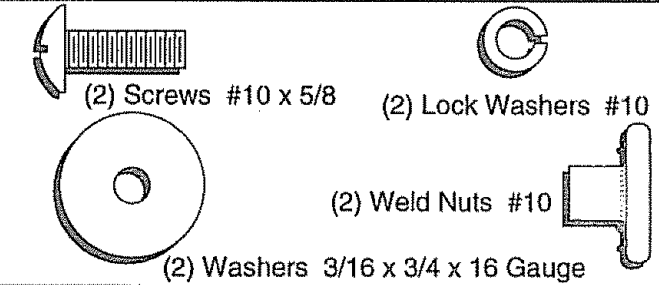 (2) Screws #10 x 5/8
(2) Lock Washers #10
(2) Weld Nuts #10
(2) Washers 3/16 x 3/4 x 16 Gauge